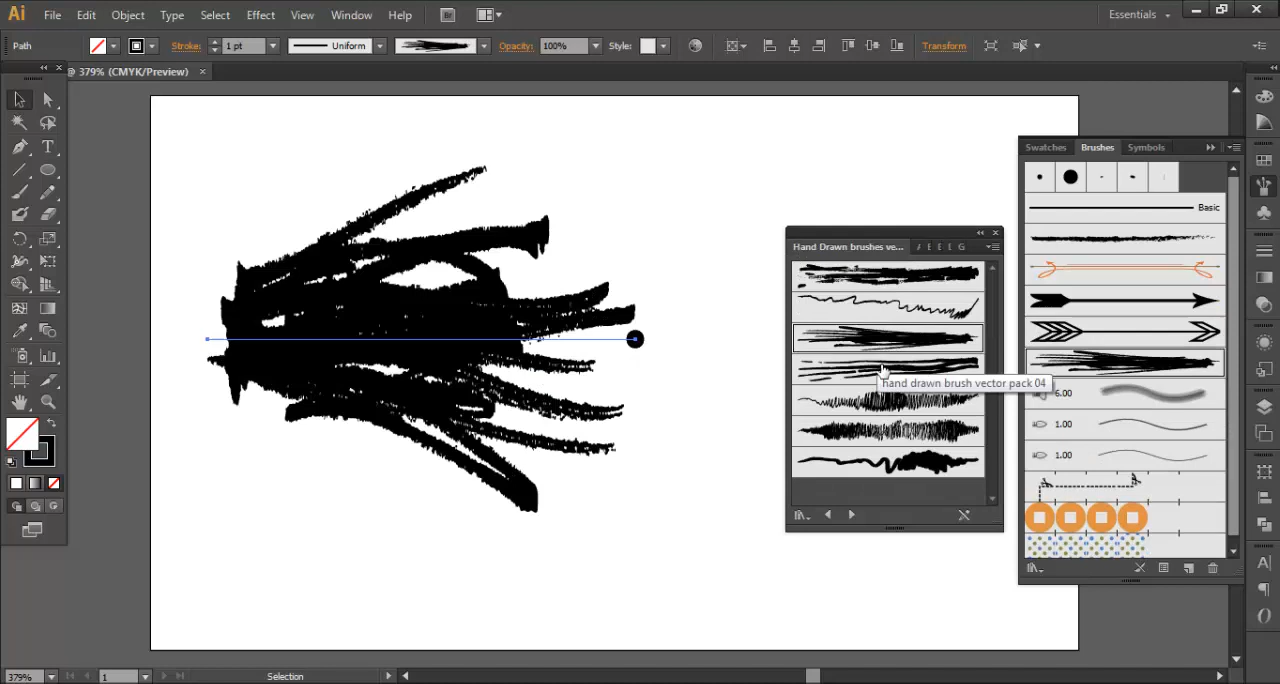 Ai File Edit Object Type Select Effect View Window Help Br Essentials
Path Stroke: 1 pt Uniform Opacity: 100% Style: Transform
@ 379% (CMYK/Preview)
Swatches Brushes Symbols
Basic
Hand Drawn brushes ve...
hand drawn brush vector pack 04
6.00
1.00
1.00
379% 1 Selection